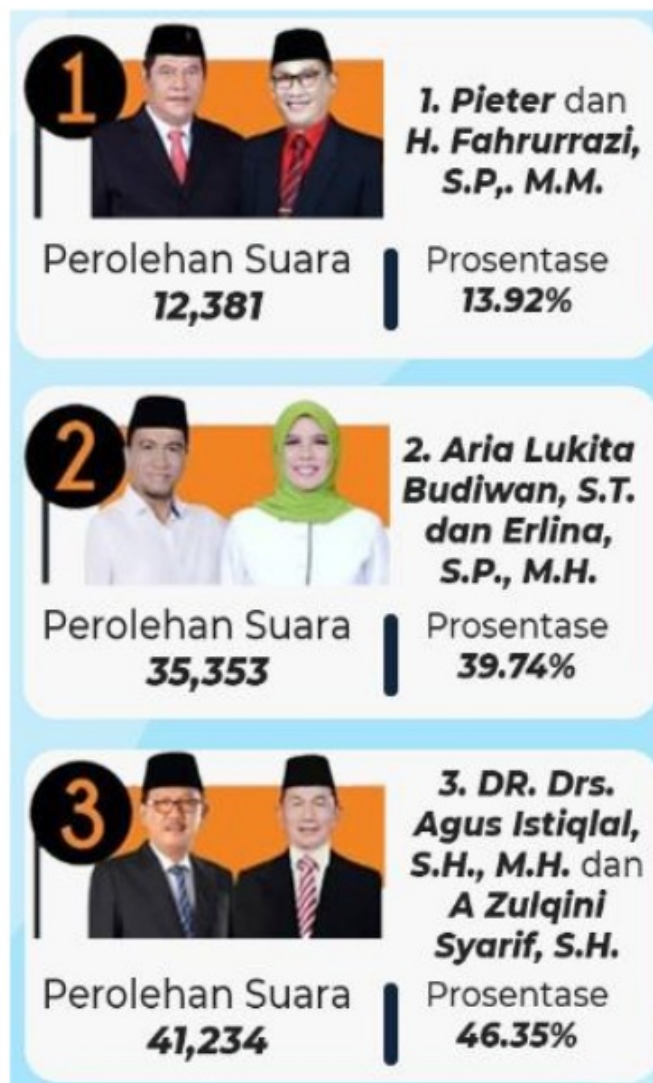 1
1. Pieter dan
H. Fahrurrazi,
S.P,. M.M.
Perolehan Suara
12,381
Prosentase
13.92%
2
2. Aria Lukita
Budiwan, S.T.
dan Erlina,
S.P., M.H.
Perolehan Suara
35,353
Prosentase
39.74%
3
3. DR. Drs.
Agus Istiqlal,
S.H., M.H. dan
A Zulqini
Syarif, S.H.
Perolehan Suara
41,234
Prosentase
46.35%